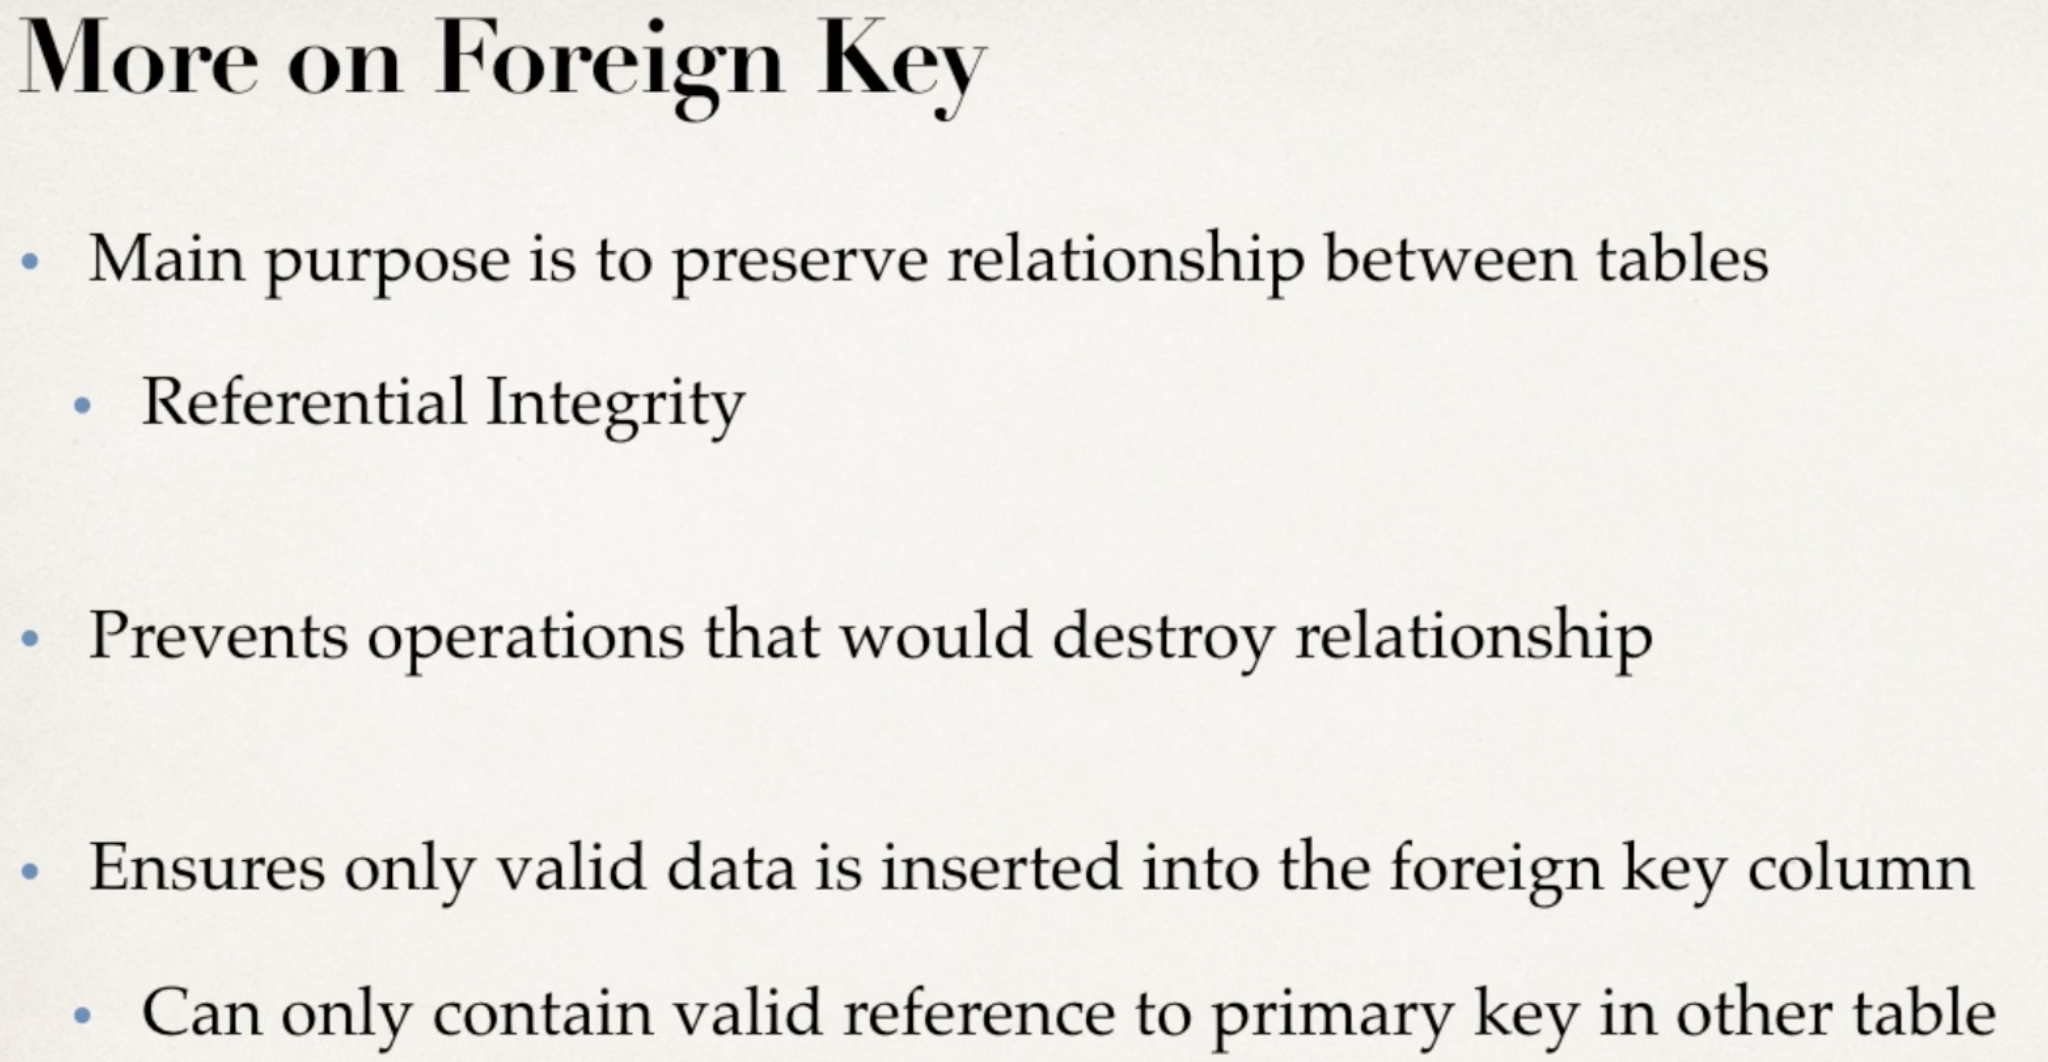 More on Foreign Key
• Main purpose is to preserve relationship between tables
• Referential Integrity
• Prevents operations that would destroy relationship
• Ensures only valid data is inserted into the foreign key column
• Can only contain valid reference to primary key in other table